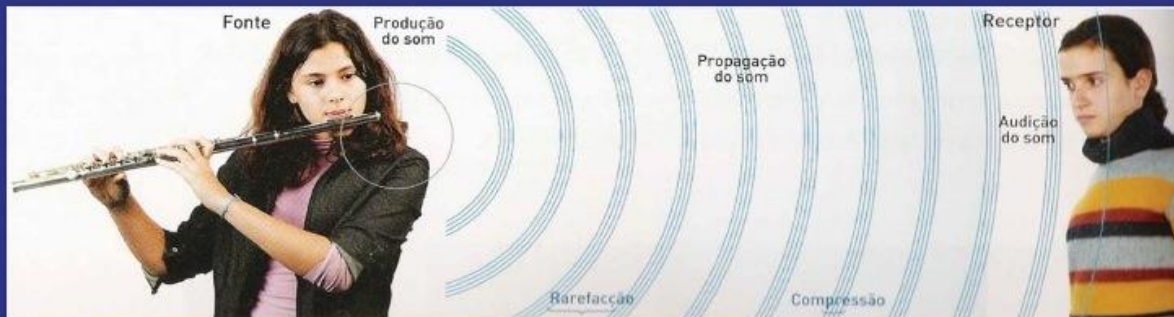 Fonte
Produção
do som
Propagação
do som
Receptor
Audição
do som
Rarefacção
Compressão